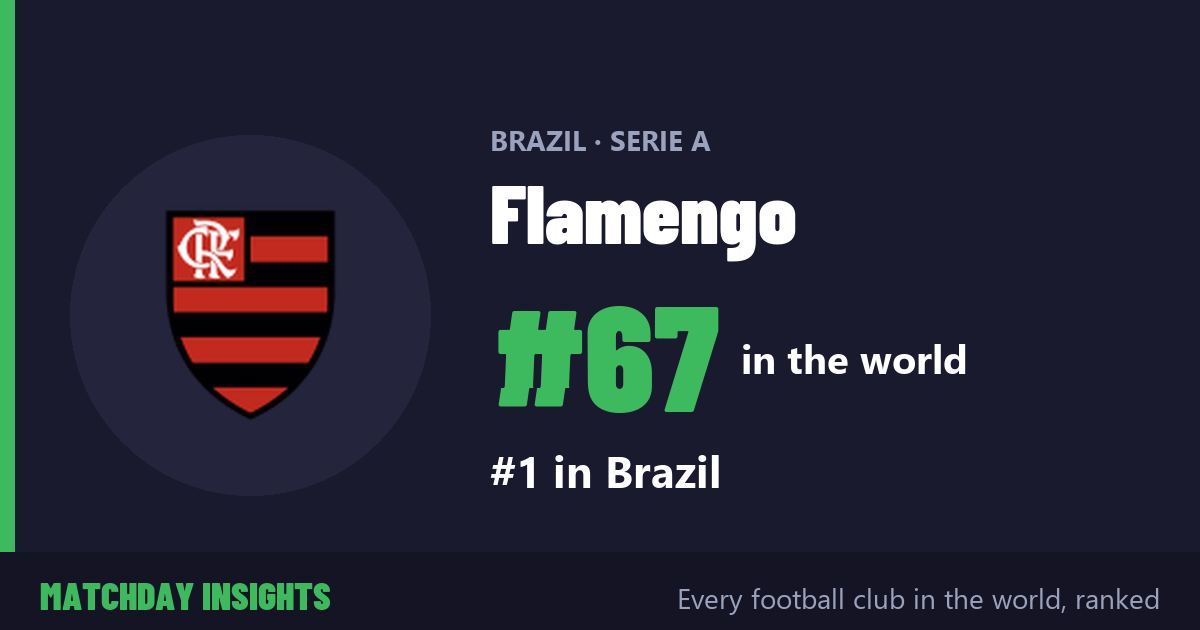 BRAZIL · SERIE A
Flamengo
CRF
#67 in the world
#1 in Brazil
MATCHDAY INSIGHTS
Every football club in the world, ranked